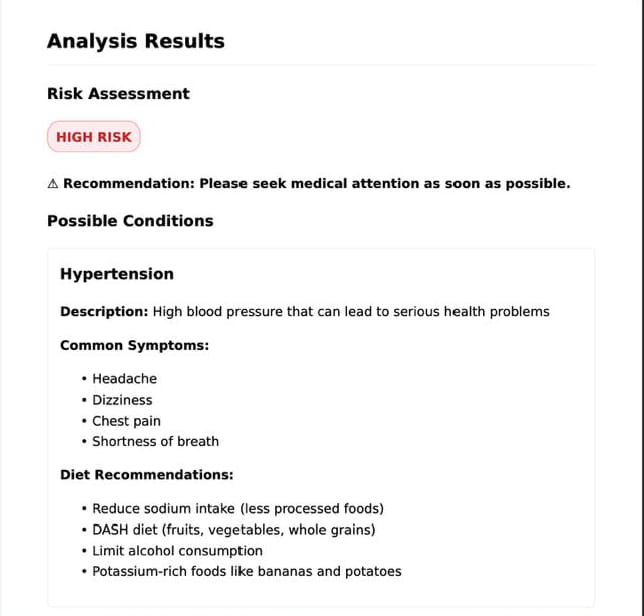 Analysis Results
Risk Assessment
HIGH RISK
⚠ Recommendation: Please seek medical attention as soon as possible.
Possible Conditions
Hypertension
Description: High blood pressure that can lead to serious health problems
Common Symptoms:
• Headache
• Dizziness
• Chest pain
• Shortness of breath
Diet Recommendations:
• Reduce sodium intake (less processed foods)
• DASH diet (fruits, vegetables, whole grains)
• Limit alcohol consumption
• Potassium-rich foods like bananas and potatoes